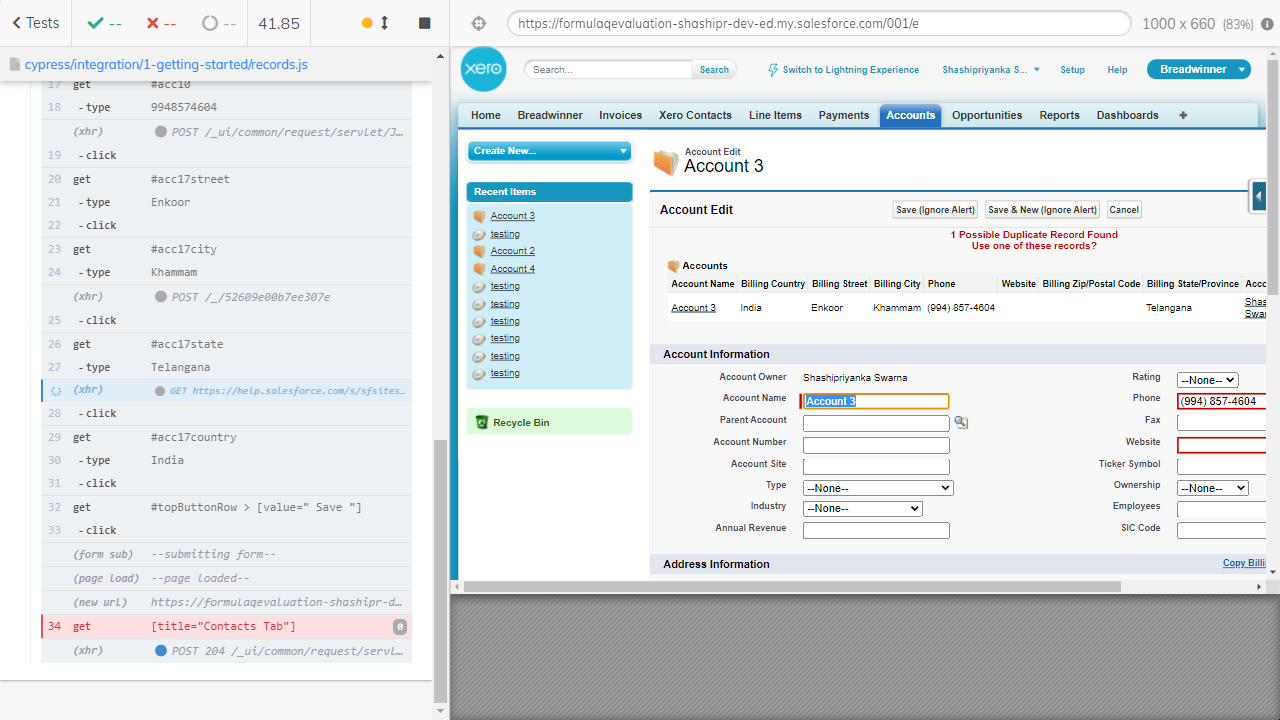 Tests
--
--
--
41.85
https://formulaqevaluation-shashipr-dev-ed.my.salesforce.com/001/e
1000 x 660 (83%)
cypress/integration/1-getting-started/records.js
17 get #acc10
18 -type 9948574604
(xhr) POST /_ui/common/request/servlet/J…
19 -click
20 get #acc17street
21 -type Enkoor
22 -click
23 get #acc17city
24 -type Khammam
(xhr) POST /_/52609e00b7ee307e
25 -click
26 get #acc17state
27 -type Telangana
(xhr) GET https://help.salesforce.com/s/sfsites…
28 -click
29 get #acc17country
30 -type India
31 -click
32 get #topButtonRow > [value=" Save "]
33 -click
(form sub) --submitting form--
(page load) --page loaded--
(new url) https://formulaqevaluation-shashipr-d…
34 get [title="Contacts Tab"] 0
(xhr) POST 204 /_ui/common/request/servl…
xero
Search...
Search
Switch to Lightning Experience
Shashipriyanka S...
Setup
Help
Breadwinner
Home Breadwinner Invoices Xero Contacts Line Items Payments Accounts Opportunities Reports Dashboards +
Create New...
Recent Items
Account 3
testing
Account 2
Account 4
testing
testing
testing
testing
testing
testing
Recycle Bin
Account Edit
Account 3
Account Edit
Save (Ignore Alert) Save & New (Ignore Alert) Cancel
1 Possible Duplicate Record Found
Use one of these records?
Accounts
Account Name Billing Country Billing Street Billing City Phone Website Billing Zip/Postal Code Billing State/Province Acco
Account 3 India Enkoor Khammam (994) 857-4604 Telangana Shas
Swarn
Account Information
Account Owner Shashipriyanka Swarna Rating --None--
Account Name Account 3 Phone (994) 857-4604
Parent Account Fax
Account Number Website
Account Site Ticker Symbol
Type --None-- Ownership --None--
Industry --None-- Employees
Annual Revenue SIC Code
Address Information
Copy Billi